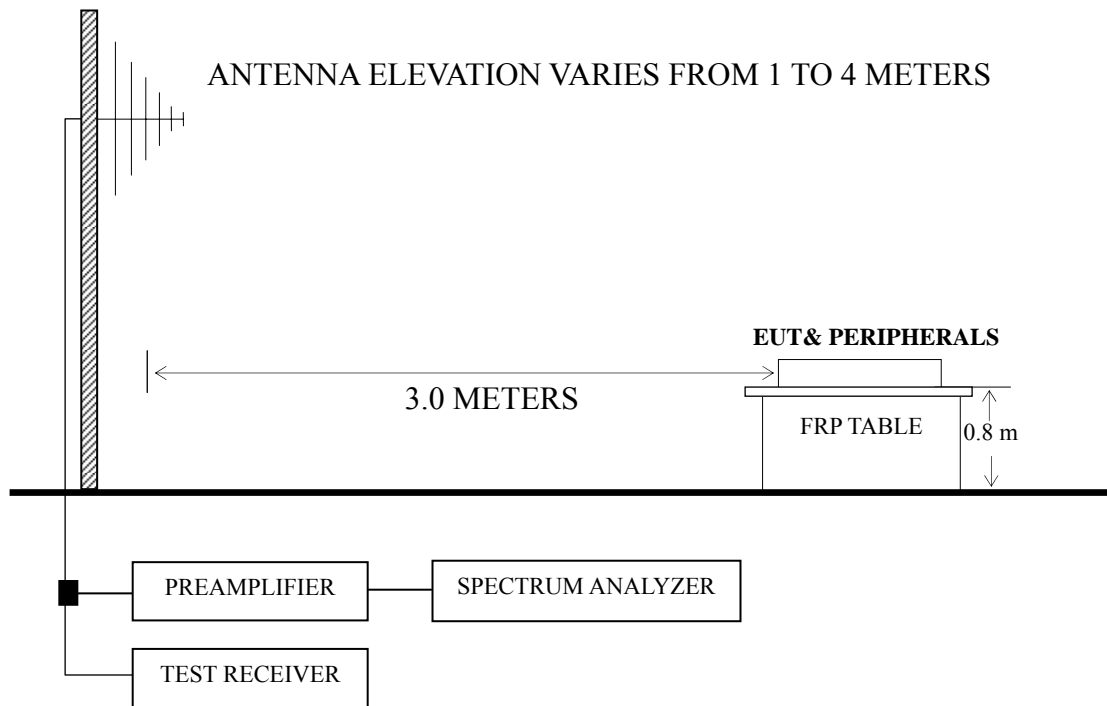 ANTENNA ELEVATION VARIES FROM 1 TO 4 METERS
EUT& PERIPHERALS
3.0 METERS
FRP TABLE
0.8 m
PREAMPLIFIER
SPECTRUM ANALYZER
TEST RECEIVER